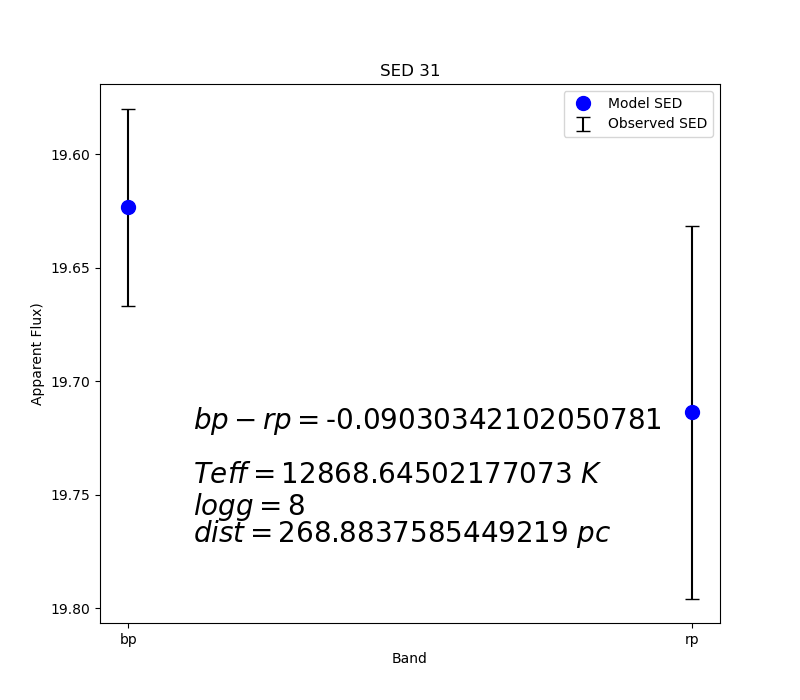 SED 31
Model SED
Observed SED
19.60
19.65
19.70
19.75
19.80
Apparent Flux)
bp − rp = -0.09030342102050781
Teff = 12868.64502177073 K
logg = 8
dist = 268.8837585449219 pc
bp
rp
Band